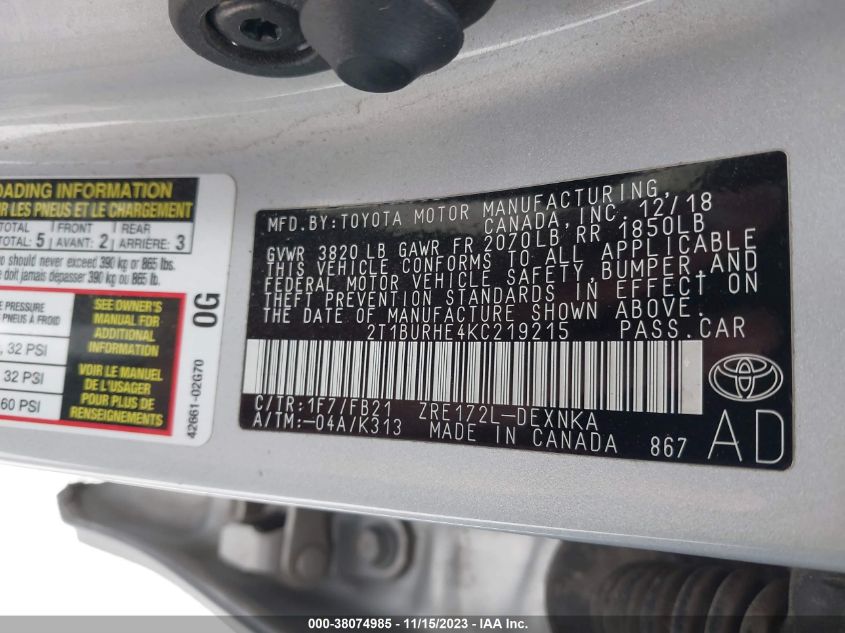 OADING INFORMATION
R LES PNEUS ET LE CHARGEMENT
TOTAL: 5 FRONT AVANT: 2 REAR ARRIÈRE: 3
o should never exceed 390 kg or 865 lbs.
e doit jamais dépasser 390 kg ou 865 lb.
E PRESSURE
PNEUS À FROID
, 32 PSI
32 PSI
60 PSI
SEE OWNER'S
MANUAL FOR
ADDITIONAL
INFORMATION
VOIR LE MANUEL
DE L'USAGER
POUR PLUS DE
RENSEIGNEMENTS
0G
42661-02G70
MFD. BY: TOYOTA MOTOR MANUFACTURING,
CANADA, INC. 12/18
GVWR 3820 LB GAWR FR 2070LB, RR 1850LB
THIS VEHICLE CONFORMS TO ALL APPLICABLE
FEDERAL MOTOR VEHICLE SAFETY, BUMPER,AND
THEFT PREVENTION STANDARDS IN EFFECT ON
THE DATE OF MANUFACTURE SHOWN ABOVE.
2T1BURHE4KC219215 PASS.CAR
C/TR:1F7/FB21 ZRE172L-DEXNKA
A/TM:-04A/K313 MADE IN CANADA 867
AD
000-38074985 - 11/15/2023 - IAA Inc.